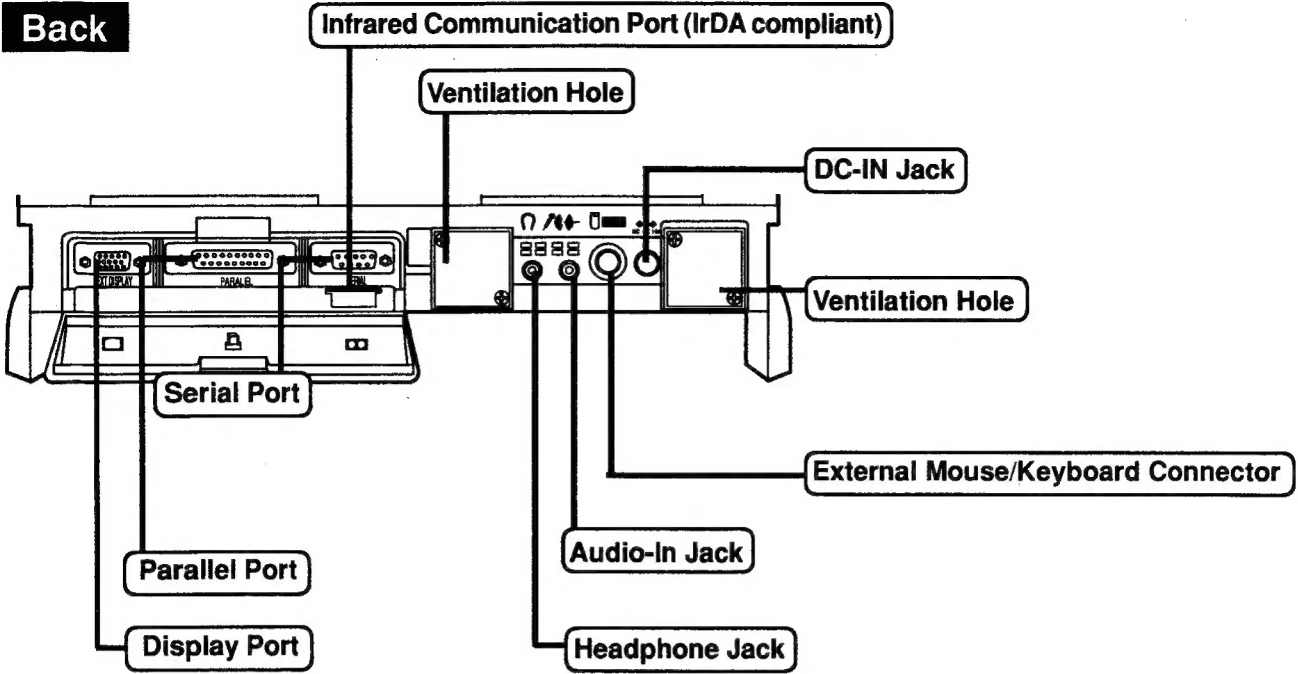 Back
Infrared Communication Port (IrDA compliant)
Ventilation Hole
DC-IN Jack
EXT DISPLAY
PARALLEL
Ventilation Hole
Serial Port
External Mouse/Keyboard Connector
Audio-In Jack
Parallel Port
Display Port
Headphone Jack